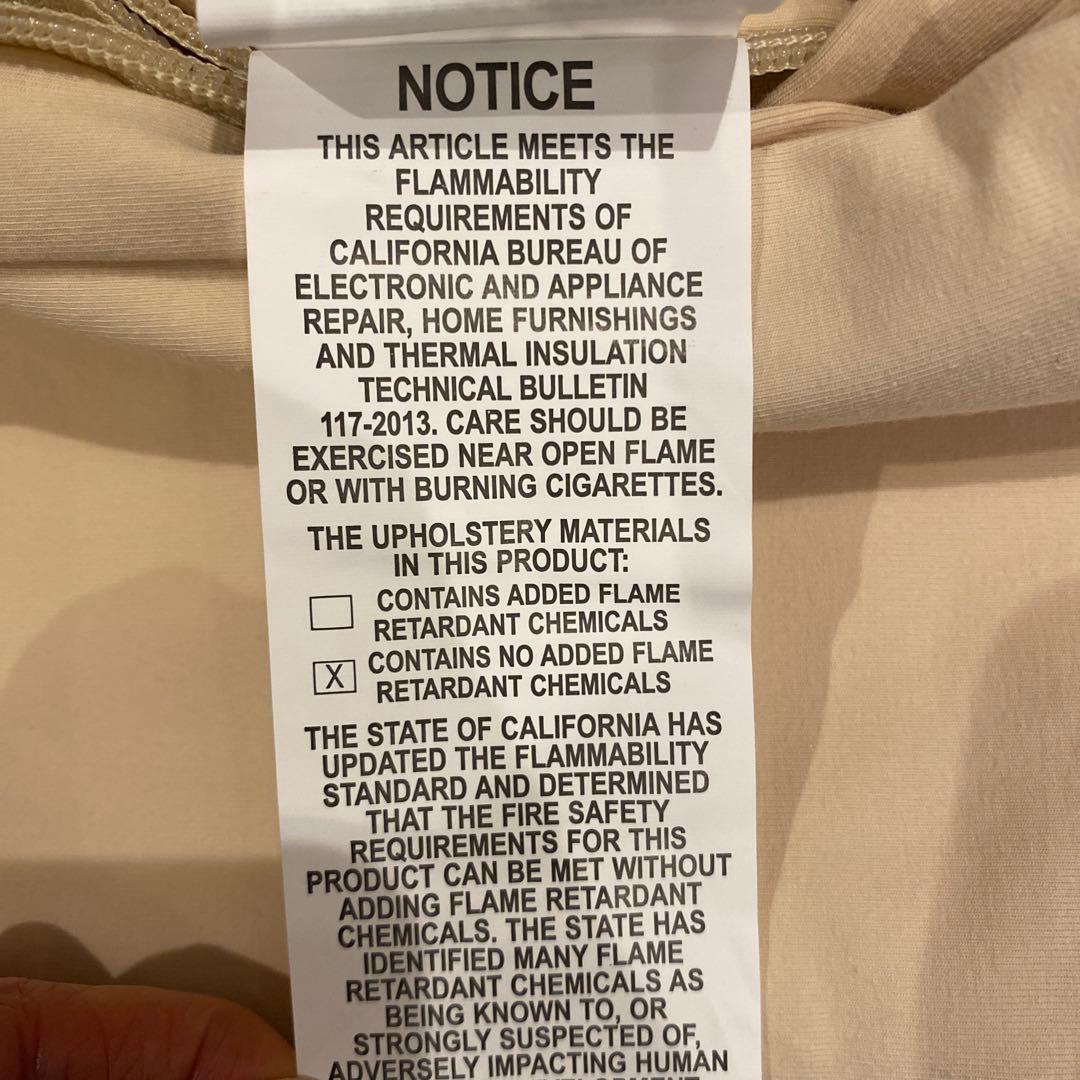 NOTICE
THIS ARTICLE MEETS THE
FLAMMABILITY
REQUIREMENTS OF
CALIFORNIA BUREAU OF
ELECTRONIC AND APPLIANCE
REPAIR, HOME FURNISHINGS
AND THERMAL INSULATION
TECHNICAL BULLETIN
117-2013. CARE SHOULD BE
EXERCISED NEAR OPEN FLAME
OR WITH BURNING CIGARETTES.
THE UPHOLSTERY MATERIALS
IN THIS PRODUCT:
CONTAINS ADDED FLAME
RETARDANT CHEMICALS
X CONTAINS NO ADDED FLAME
RETARDANT CHEMICALS
THE STATE OF CALIFORNIA HAS
UPDATED THE FLAMMABILITY
STANDARD AND DETERMINED
THAT THE FIRE SAFETY
REQUIREMENTS FOR THIS
PRODUCT CAN BE MET WITHOUT
ADDING FLAME RETARDANT
CHEMICALS. THE STATE HAS
IDENTIFIED MANY FLAME
RETARDANT CHEMICALS AS
BEING KNOWN TO, OR
STRONGLY SUSPECTED OF,
ADVERSELY IMPACTING HUMAN